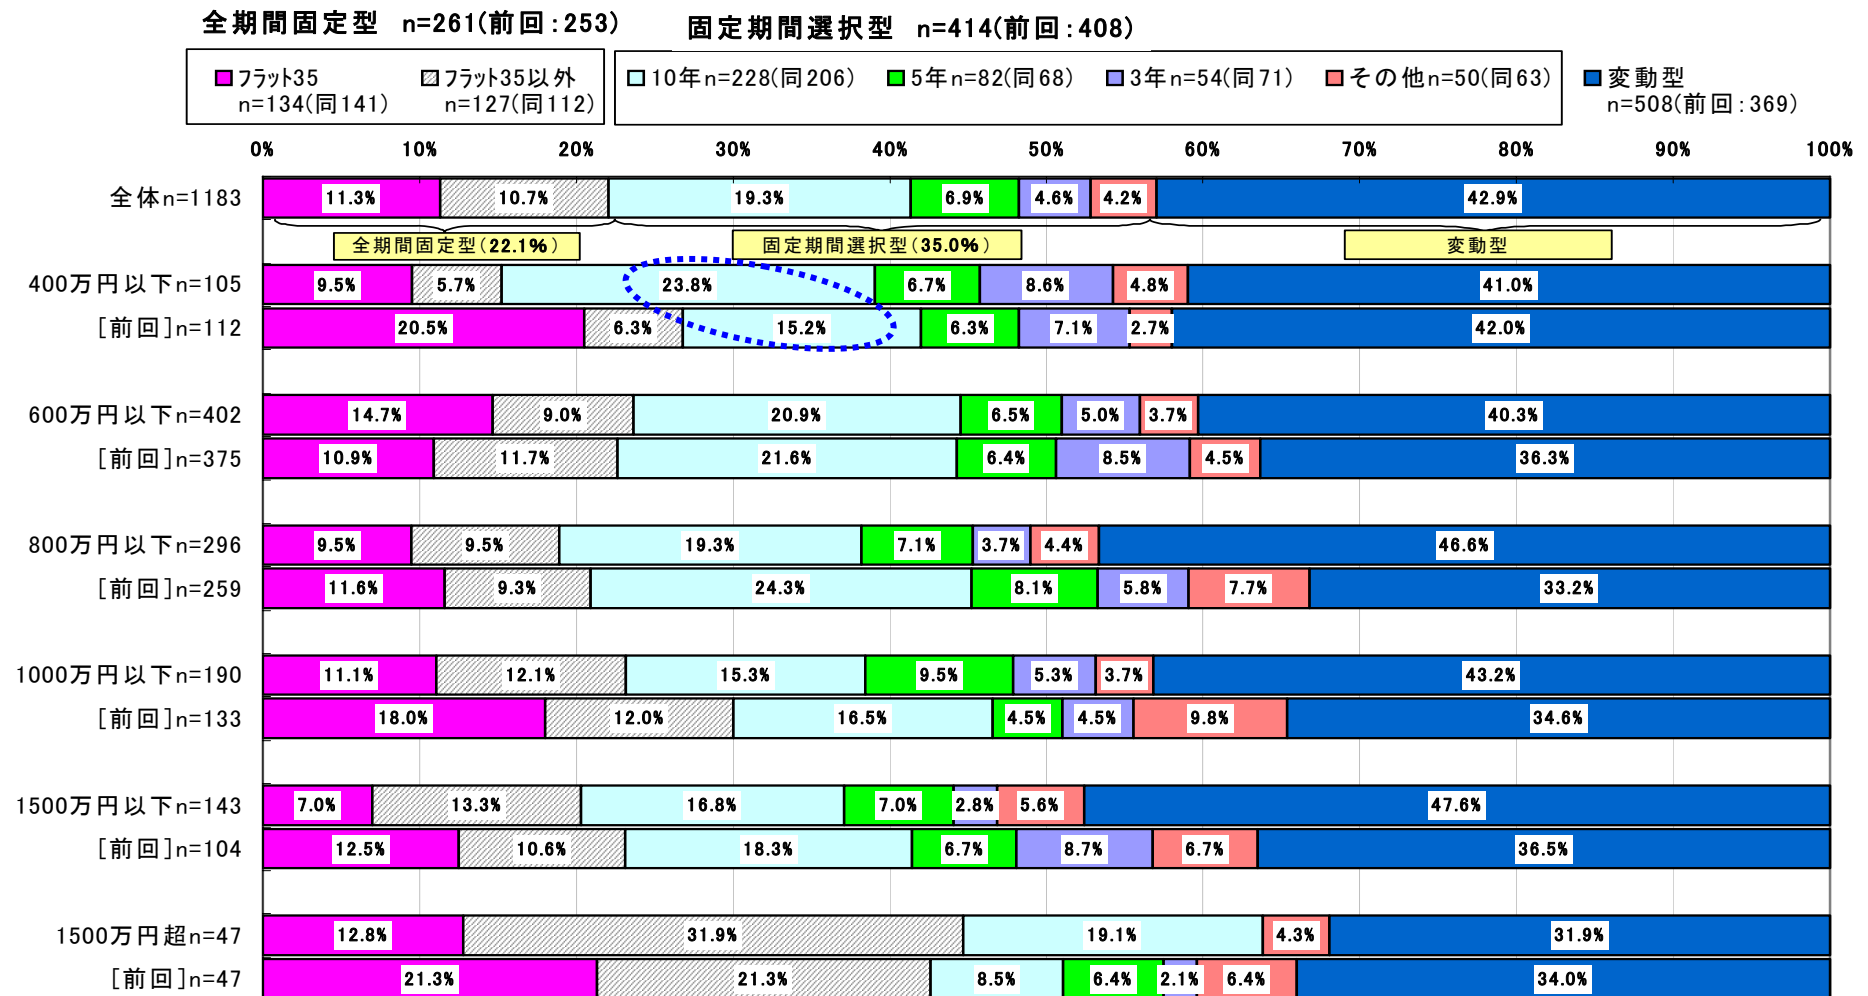 全期間固定型 n=261(前回:253) 固定期間選択型 n=414(前回:408)
フラット35 フラット35以外 10年n=228(同206) 5年n=82(同68) 3年n=54(同71) その他n=50(同63) 変動型
n=134(同141) n=127(同112) n=508(前回:369)
0% 10% 20% 30% 40% 50% 60% 70% 80% 90% 100%
全体n=1183 11.3% 10.7% 19.3% 6.9% 4.6% 4.2% 42.9%
全期間固定型(22.1%) 固定期間選択型(35.0%) 変動型
400万円以下n=105 9.5% 5.7% 23.8% 6.7% 8.6% 4.8% 41.0%
[前回]n=112 20.5% 6.3% 15.2% 6.3% 7.1% 2.7% 42.0%
600万円以下n=402 14.7% 9.0% 20.9% 6.5% 5.0% 3.7% 40.3%
[前回]n=375 10.9% 11.7% 21.6% 6.4% 8.5% 4.5% 36.3%
800万円以下n=296 9.5% 9.5% 19.3% 7.1% 3.7% 4.4% 46.6%
[前回]n=259 11.6% 9.3% 24.3% 8.1% 5.8% 7.7% 33.2%
1000万円以下n=190 11.1% 12.1% 15.3% 9.5% 5.3% 3.7% 43.2%
[前回]n=133 18.0% 12.0% 16.5% 4.5% 4.5% 9.8% 34.6%
1500万円以下n=143 7.0% 13.3% 16.8% 7.0% 2.8% 5.6% 47.6%
[前回]n=104 12.5% 10.6% 18.3% 6.7% 8.7% 6.7% 36.5%
1500万円超n=47 12.8% 31.9% 19.1% 4.3% 31.9%
[前回]n=47 21.3% 21.3% 8.5% 6.4% 2.1% 6.4% 34.0%